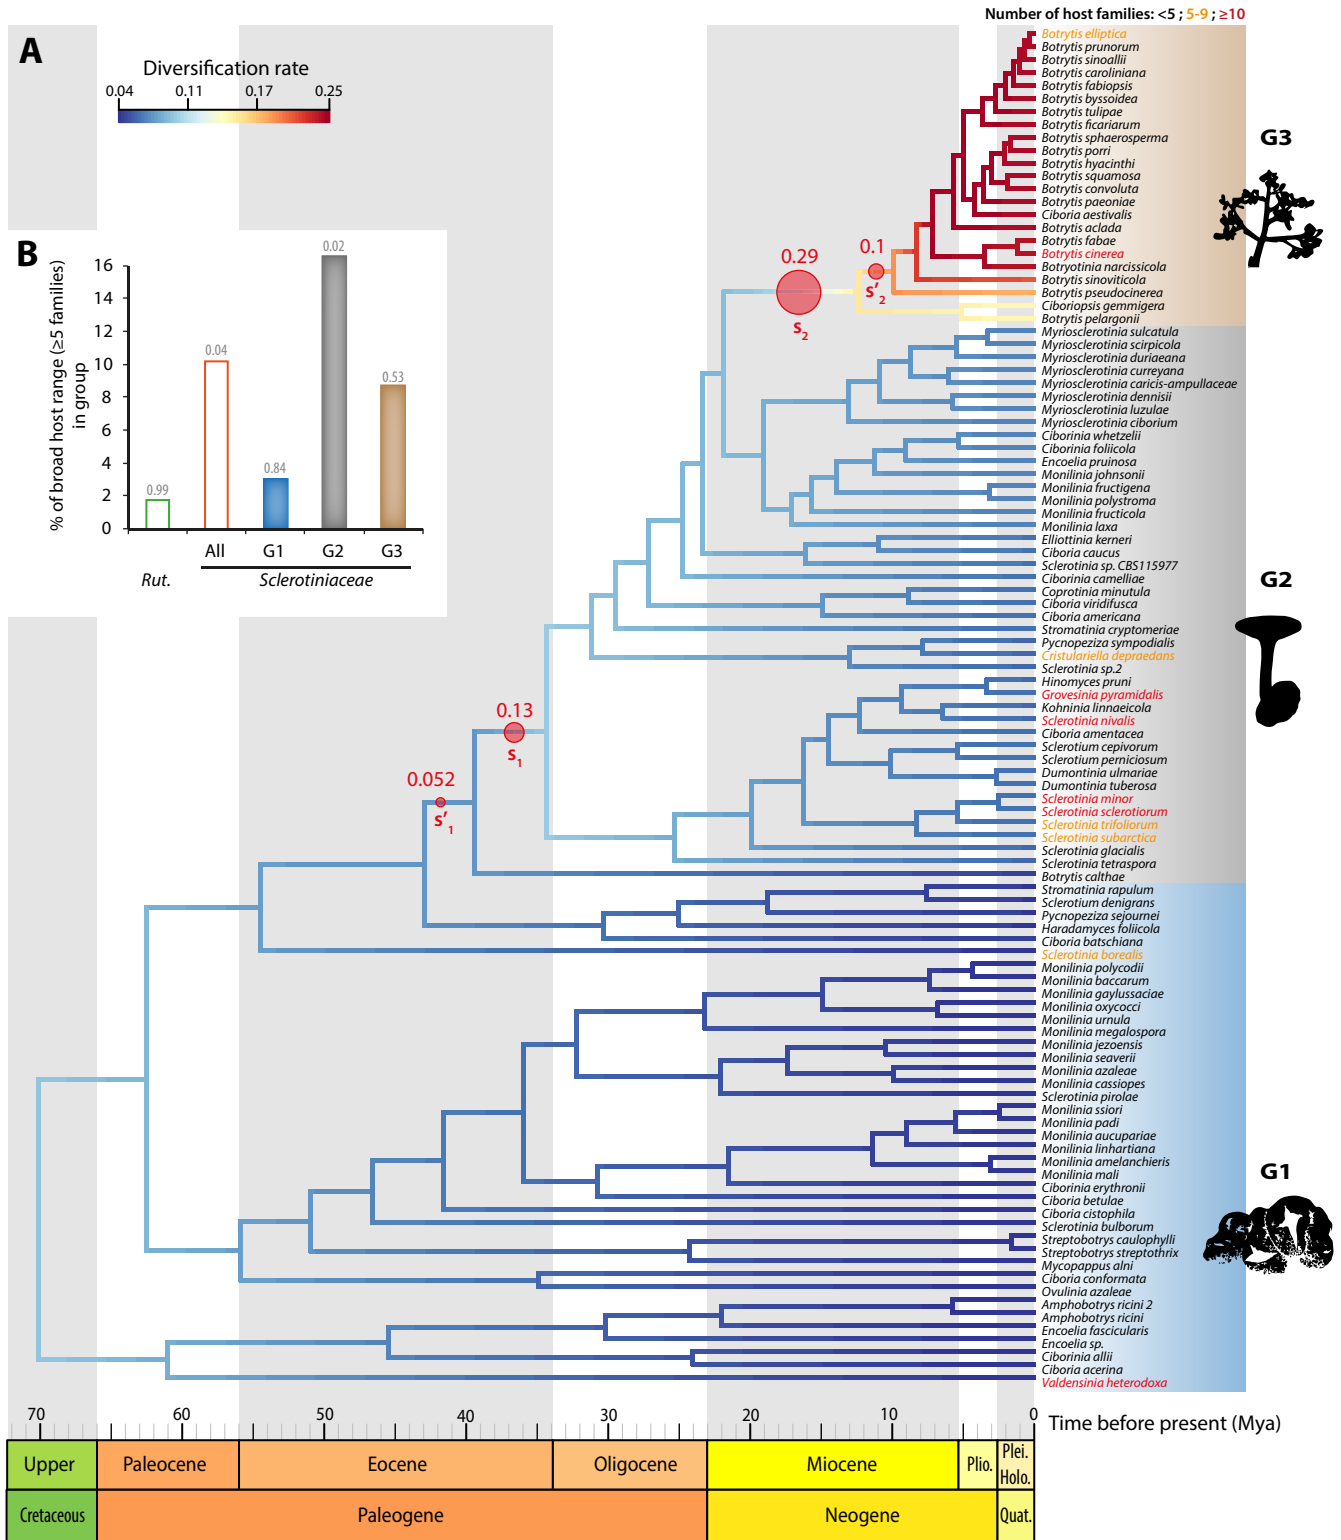 Number of host families: <5 ; 5-9 ; ≥10
A
Diversification rate
0.04 0.11 0.17 0.25
Botrytis elliptica
Botrytis prunorum
Botrytis sinoallii
Botrytis caroliniana
Botrytis fabiopsis
Botrytis byssoidea
Botrytis tulipae
Botrytis ficariarum
Botrytis sphaerosperma
Botrytis porri
Botrytis hyacinthi
Botrytis squamosa
Botrytis convoluta
Botrytis paeoniae
Ciboria aestivalis
Botrytis aclada
Botrytis fabae
Botrytis cinerea
Botryotinia narcissicola
Botrytis sinoviticola
Botrytis pseudocinerea
Ciboriopsis gemmigera
Botrytis pelargonii
Myriosclerotinia sulcatula
Myriosclerotinia scirpicola
Myriosclerotinia duriaeana
Myriosclerotinia curreyana
Myriosclerotinia caricis-ampullaceae
Myriosclerotinia dennisii
Myriosclerotinia luzulae
Myriosclerotinia ciborium
Ciborinia whetzelii
Ciborinia foliicola
Encoelia pruinosa
Monilinia johnsonii
Monilinia fructigena
Monilinia polystroma
Monilinia fructicola
Monilinia laxa
Elliottinia kerneri
Ciboria caucus
Sclerotinia sp. CBS115977
Ciborinia camelliae
Coprotinia minutula
Ciboria viridifusca
Ciboria americana
Stromatinia cryptomeriae
Pycnopeziza sympodialis
Cristulariella depraedans
Sclerotinia sp.2
Hinomyces pruni
Grovesinia pyramidalis
Kohninia linnaeicola
Sclerotinia nivalis
Ciboria amentacea
Sclerotium cepivorum
Sclerotium perniciosum
Dumontinia ulmariae
Dumontinia tuberosa
Sclerotinia minor
Sclerotinia sclerotiorum
Sclerotinia trifoliorum
Sclerotinia subarctica
Sclerotinia glacialis
Sclerotinia tetraspora
Botrytis calthae
Stromatinia rapulum
Sclerotium denigrans
Pycnopeziza sejournei
Haradamyces foliicola
Ciboria batschiana
Sclerotinia borealis
Monilinia polycodii
Monilinia baccarum
Monilinia gaylussaciae
Monilinia oxycocci
Monilinia urnula
Monilinia megalospora
Monilinia jezoensis
Monilinia seaverii
Monilinia azaleae
Monilinia cassiopes
Sclerotinia pirolae
Monilinia ssiori
Monilinia padi
Monilinia aucupariae
Monilinia linhartiana
Monilinia amelanchieris
Monilinia mali
Ciborinia erythronii
Ciboria betulae
Ciboria cistophila
Sclerotinia bulborum
Streptobotrys caulophylli
Streptobotrys streptothrix
Mycopappus alni
Ciboria conformata
Ovulinia azaleae
Amphobotrys ricini 2
Amphobotrys ricini
Encoelia fascicularis
Encoelia sp.
Ciborinia allii
Ciboria acerina
Valdensinia heterodoxa
G3
G2
G1
0.29
s2
0.1
s'2
0.13
s1
0.052
s'1
B
% of broad host range (≥5 families)
in group
16
14
12
10
8
6
4
2
0
0.99 0.04 0.84 0.02 0.53
All G1 G2 G3
Rut. Sclerotiniaceae
70 60 50 40 30 20 10 0
Time before present (Mya)
Upper Paleocene Eocene Oligocene Miocene Plio. Plei.
Holo.
Cretaceous Paleogene Neogene Quat.